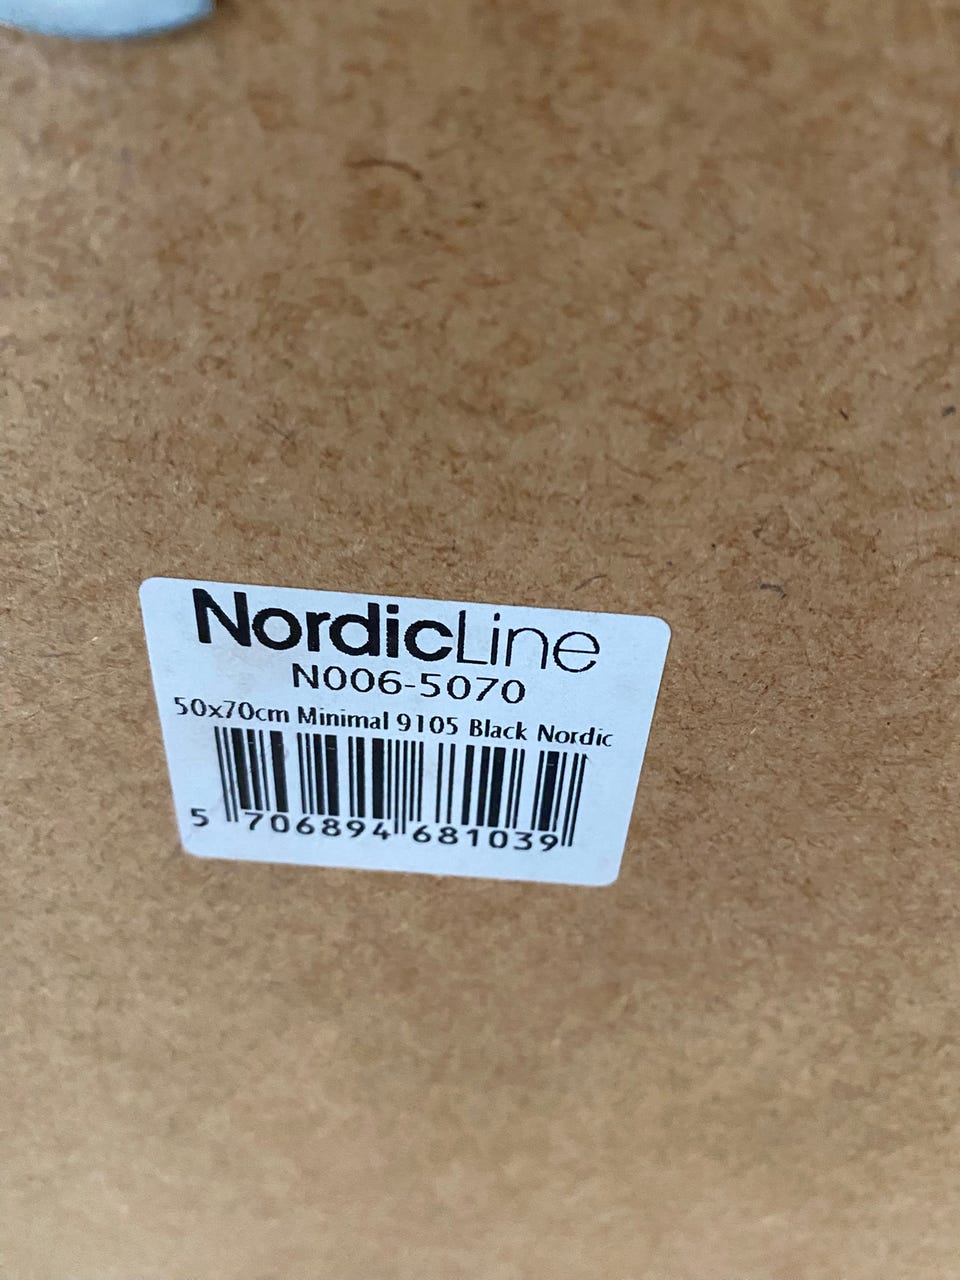 NordicLine
N006-5070
50x70cm Minimal 9105 Black Nordic
5 706894 681039